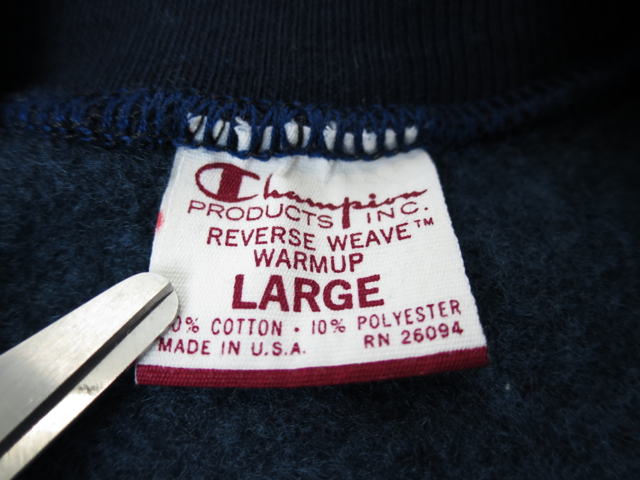 Champion
PRODUCTS INC.
REVERSE WEAVE™
WARMUP
LARGE
0% COTTON · 10% POLYESTER
MADE IN U.S.A. RN 26094